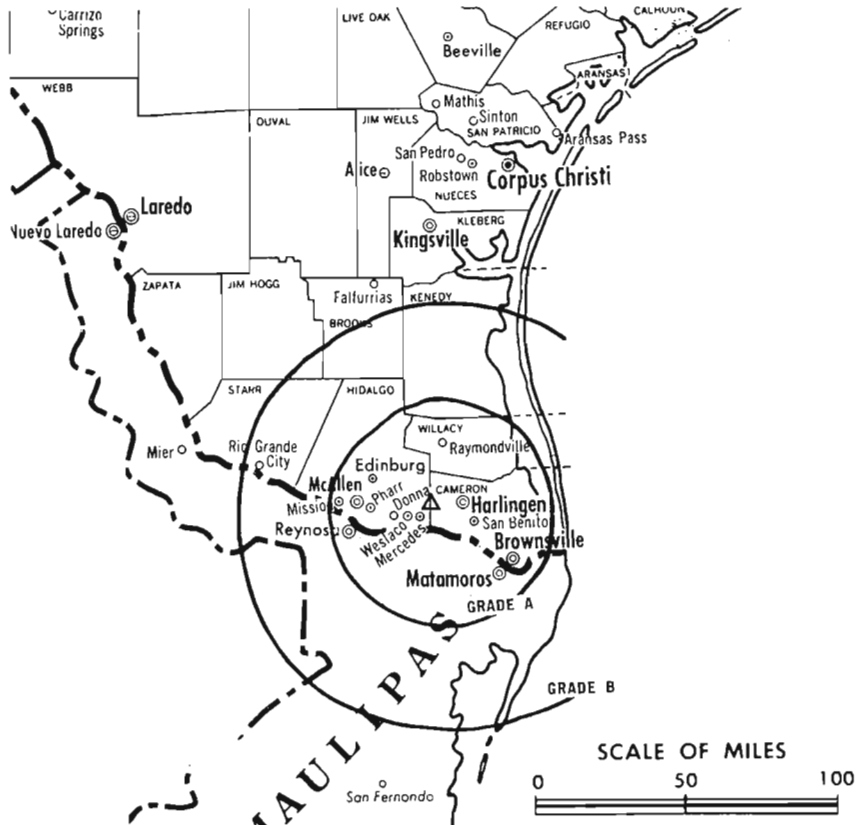 Carrizo
Springs
LIVE OAK
Beeville
REFUGIO
CALHOUN
ARANSAS
WEBB
DUVAL
JIM WELLS
Mathis
Sinton
SAN PATRICIO
Aransas Pass
San Pedro
Robstown
Alice
Corpus Christi
NUECES
Laredo
Nuevo Laredo
KLEBERG
Kingsville
ZAPATA
JIM HOGG
Falfurrias
KENEDY
BROOKS
STARR
HIDALGO
WILLACY
Raymondville
Mier
Rio Grande
City
Edinburg
McAllen
Mission
Pharr
Donna
CAMERON
Harlingen
San Benito
Reynosa
Weslaco
Mercedes
Brownsville
Matamoros
GRADE A
GRADE B
MAULIPAS
San Fernando
SCALE OF MILES
0 50 100